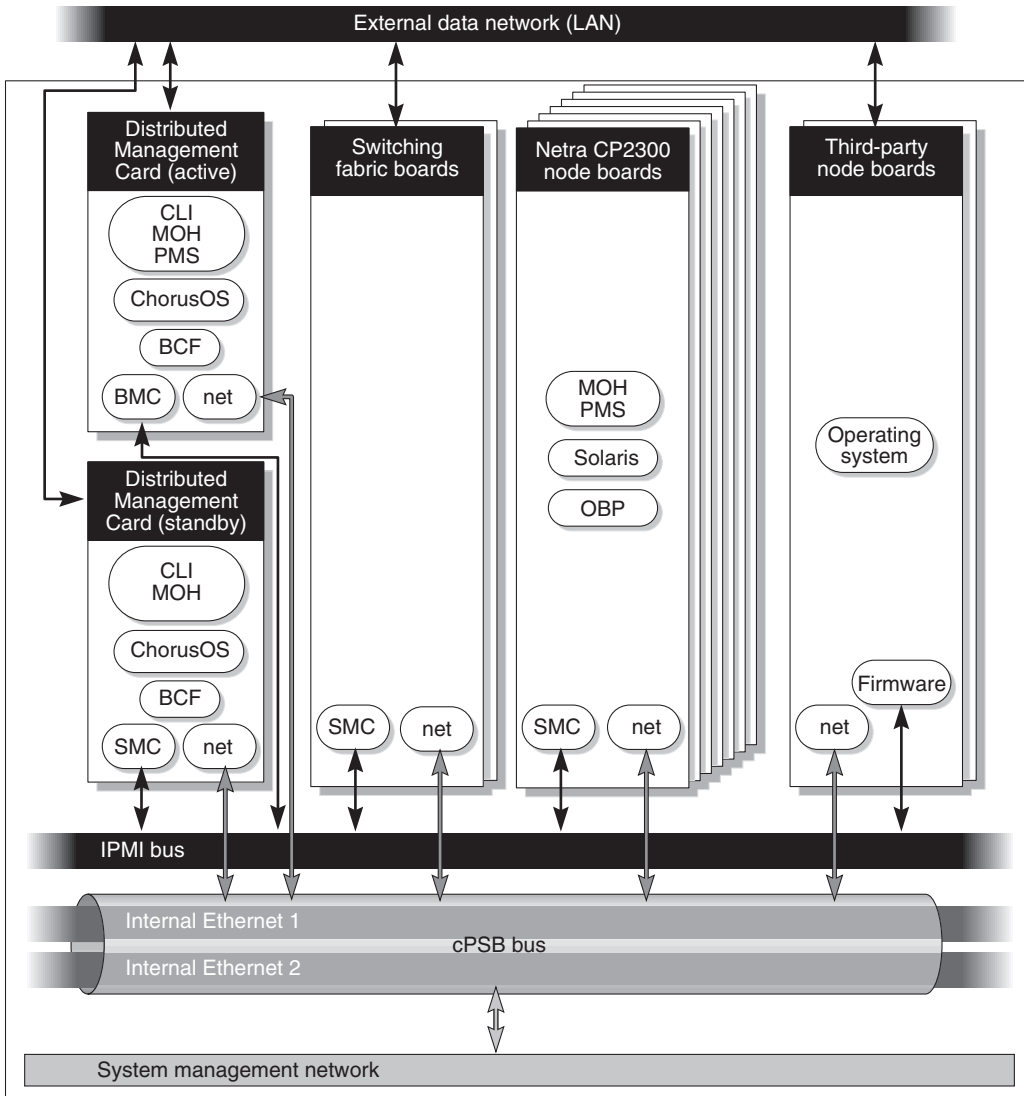 External data network (LAN)
Distributed
Management
Card (active)
CLI
MOH
PMS
ChorusOS
BCF
BMC
net
Distributed
Management
Card (standby)
CLI
MOH
ChorusOS
BCF
SMC
net
Switching
fabric boards
SMC
net
Netra CP2300
node boards
MOH
PMS
Solaris
OBP
SMC
net
Third-party
node boards
Operating
system
Firmware
net
IPMI bus
Internal Ethernet 1
cPSB bus
Internal Ethernet 2
System management network